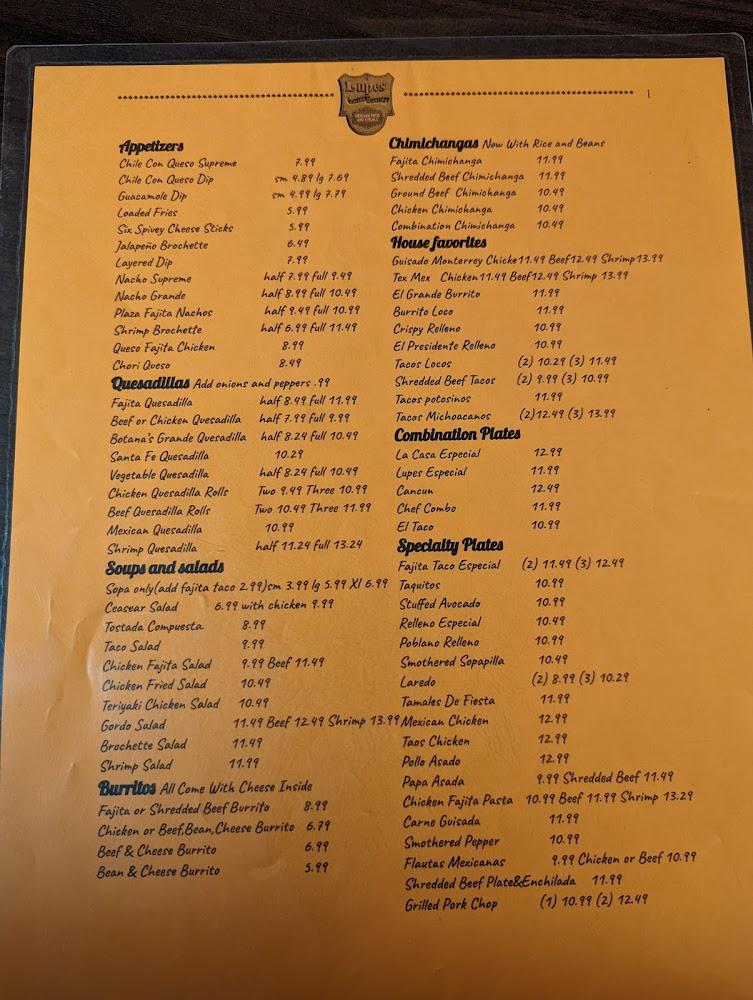 Lupes
1
Appetizers
Chile Con Queso Supreme 7.99
Chile Con Queso Dip sm 4.89 lg 7.69
Guacamole Dip sm 4.99 lg 7.79
Loaded Fries 5.99
Six Spivey Cheese Sticks 5.99
Jalapeño Brochette 6.49
Layered Dip 7.99
Nacho Supreme half 7.99 full 9.49
Nacho Grande half 8.99 full 10.49
Plaza Fajita Nachos half 9.49 full 10.99
Shrimp Brochette half 6.99 full 11.49
Queso Fajita Chicken 8.99
Chori Queso 8.49
Quesadillas Add onions and peppers .99
Fajita Quesadilla half 8.49 full 11.99
Beef or Chicken Quesadilla half 7.99 full 9.99
Botana's Grande Quesadilla half 8.24 full 10.49
Santa Fe Quesadilla 10.29
Vegetable Quesadilla half 8.24 full 10.49
Chicken Quesadilla Rolls Two 9.49 Three 10.99
Beef Quesadilla Rolls Two 10.49 Three 11.99
Mexican Quesadilla 10.99
Shrimp Quesadilla half 11.24 full 13.24
Soups and salads
Sopa only(add fajita taco 2.99)sm 3.99 lg 5.99 Xl 6.99
Ceasear Salad 6.99 with chicken 9.99
Tostada Compuesta. 8.99
Taco Salad 9.99
Chicken Fajita Salad 9.99 Beef 11.49
Chicken Fried Salad 10.49
Teriyaki Chicken Salad 10.49
Gordo Salad 11.49 Beef 12.49 Shrimp 13.99
Brochette Salad 11.49
Shrimp Salad 11.99
Burritos All Come With Cheese Inside
Fajita or Shredded Beef Burrito 8.99
Chicken or Beef,Bean,Cheese Burrito 6.79
Beef & Cheese Burrito 6.99
Bean & Cheese Burrito 5.99
Chimichangas Now With Rice and Beans
Fajita Chimichanga 11.99
Shredded Beef Chimichanga 11.99
Ground Beef Chimichanga 10.49
Chicken Chimichanga 10.49
Combination Chimichanga 10.49
House favorites
Guisado Monterrey Chicke11.49 Beef12.49 Shrimp13.99
Tex Mex Chicken11.49 Beef12.49 Shrimp 13.99
El Grande Burrito 11.99
Burrito Loco 11.99
Crispy Relleno 10.99
El Presidente Relleno 10.99
Tacos Locos (2) 10.29 (3) 11.49
Shredded Beef Tacos (2) 9.99 (3) 10.99
Tacos potosinos 11.99
Tacos Michoacanos (2)12.49 (3) 13.99
Combination Plates
La Casa Especial 12.99
Lupes Especial 11.99
Cancun 12.49
Chef Combo 11.99
El Taco 10.99
Specialty Plates
Fajita Taco Especial (2) 11.49 (3) 12.49
Taquitos 10.99
Stuffed Avocado 10.99
Relleno Especial 10.49
Poblano Relleno 10.99
Smothered Sopapilla 10.49
Laredo (2) 8.99 (3) 10.29
Tamales De Fiesta 11.99
Mexican Chicken 12.99
Taos Chicken 12.99
Pollo Asado 12.99
Papa Asada 9.99 Shredded Beef 11.49
Chicken Fajita Pasta 10.99 Beef 11.99 Shrimp 13.29
Carne Guisada 11.99
Smothered Pepper 10.99
Flautas Mexicanas 9.99 Chicken or Beef 10.99
Shredded Beef Plate&Enchilada 11.99
Grilled Pork Chop (1) 10.99 (2) 12.49